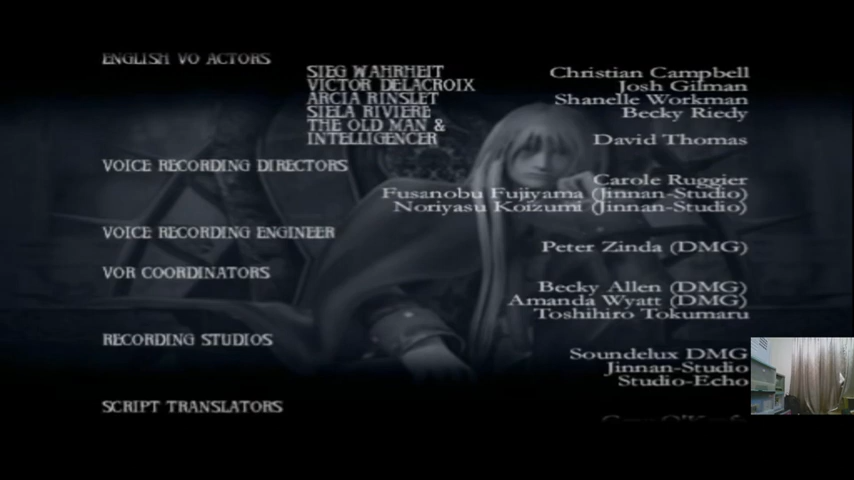 ENGLISH VO ACTORS
SIEG WAHRHEIT Christian Campbell
VICTOR DELACROIX Josh Gilman
ARCIA RINSLET Shanelle Workman
SIELA RIVIERE Becky Riedy
THE OLD MAN &
INTELLIGENCER David Thomas
VOICE RECORDING DIRECTORS
Carole Ruggier
Fusanobu Fujiyama (Jinnan-Studio)
Noriyasu Koizumi (Jinnan-Studio)
VOICE RECORDING ENGINEER
Peter Zinda (DMG)
VOR COORDINATORS
Becky Allen (DMG)
Amanda Wyatt (DMG)
Toshihiro Tokumaru
RECORDING STUDIOS
Soundelux DMG
Jinnan-Studio
Studio-Echo
SCRIPT TRANSLATORS